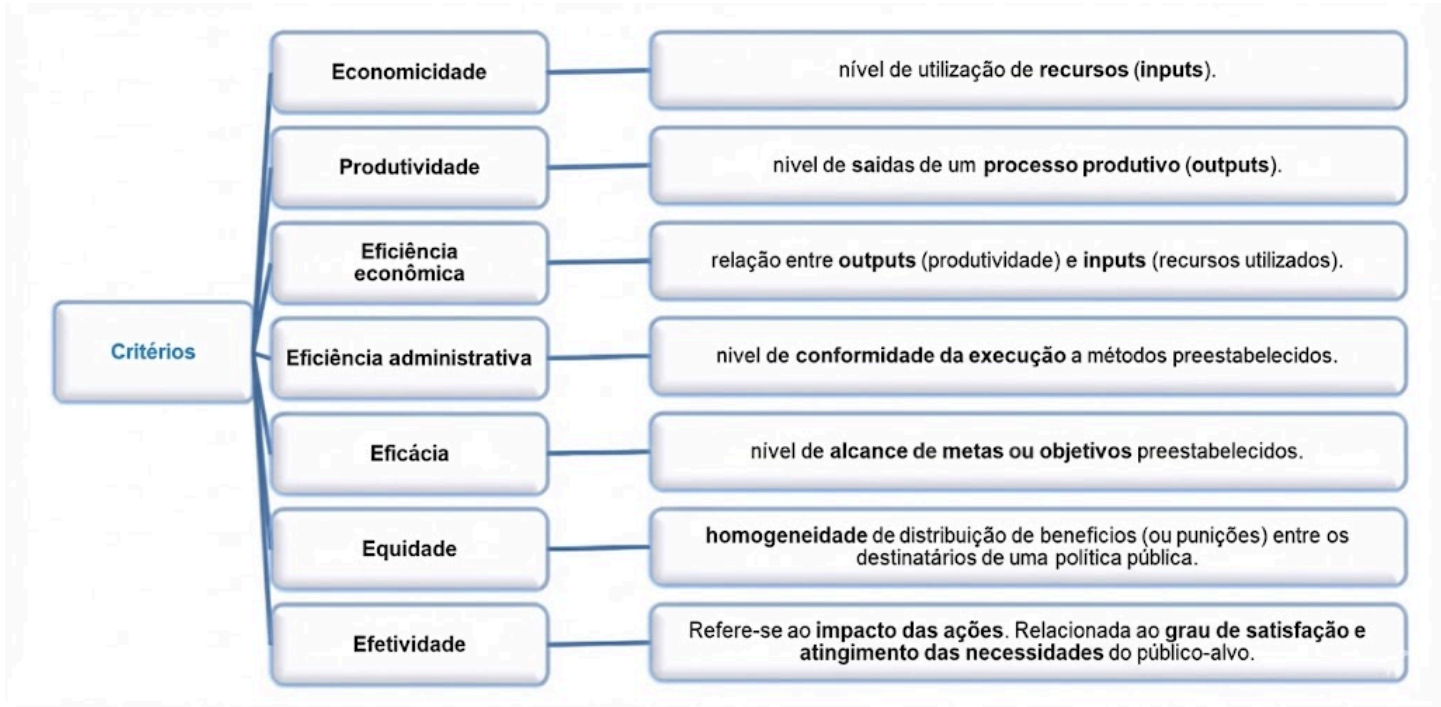 Critérios
Economicidade
nível de utilização de recursos (inputs).
Produtividade
nivel de saidas de um processo produtivo (outputs).
Eficiência
econômica
relação entre outputs (produtividade) e inputs (recursos utilizados).
Eficiência administrativa
nivel de conformidade da execução a métodos preestabelecidos.
Eficácia
nivel de alcance de metas ou objetivos preestabelecidos.
Equidade
homogeneidade de distribuição de beneficios (ou punições) entre os
destinatários de uma política pública.
Efetividade
Refere-se ao impacto das ações. Relacionada ao grau de satisfação e
atingimento das necessidades do público-alvo.